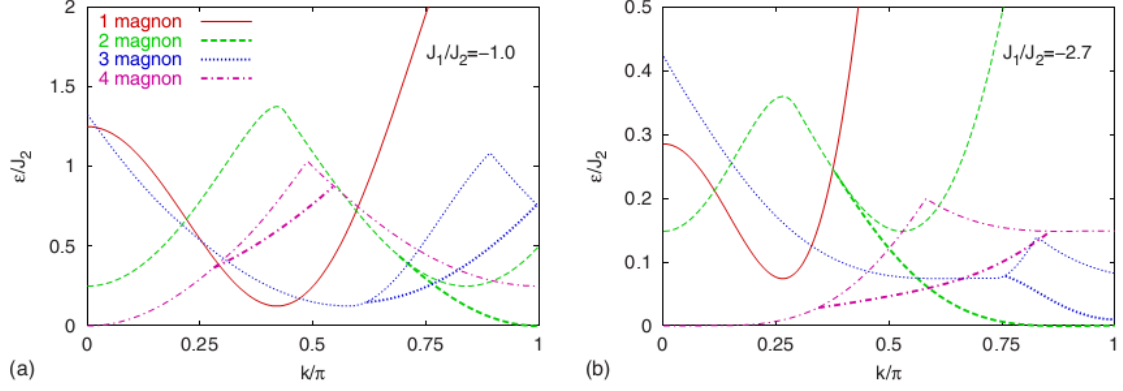 2
1.5
1
0.5
0
ε/J₂
1 magnon
2 magnon
3 magnon
4 magnon
J₁/J₂=−1.0
0 0.25 0.5 0.75 1
k/π
(a)
0.5
0.4
0.3
0.2
0.1
0
ε/J₂
J₁/J₂=−2.7
0 0.25 0.5 0.75 1
k/π
(b)